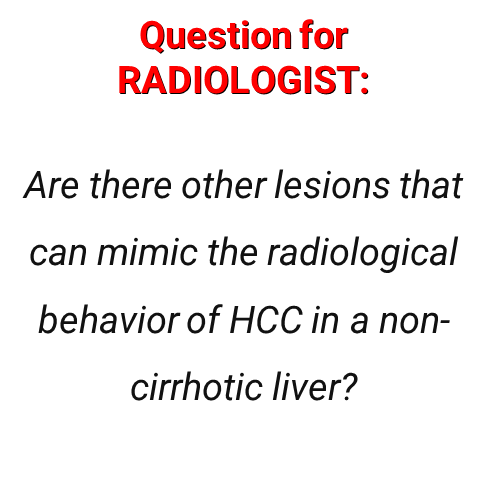 Question for
RADIOLOGIST:
Are there other lesions that
can mimic the radiological
behavior of HCC in a non-
cirrhotic liver?